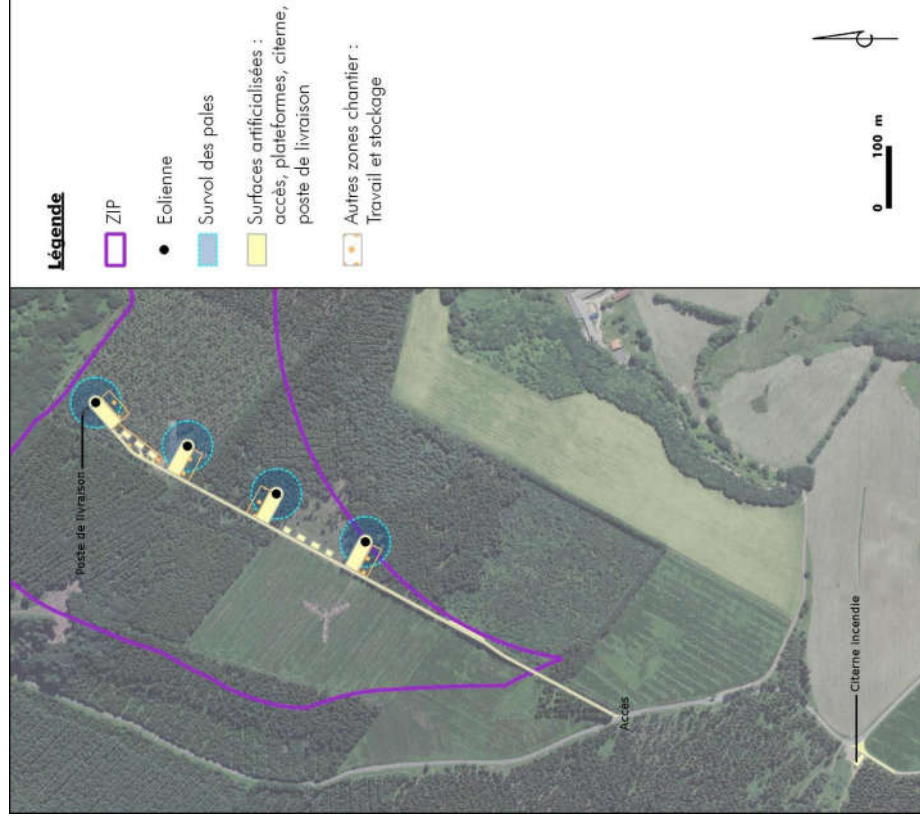 Légende
ZIP
Eolienne
Survol des pales
Surfaces artificialisées :
accès, plateformes, citerne,
poste de livraison
Autres zones chantier :
Travail et stockage
0 100 m
Poste de livraison
Accès
Citerne incendie